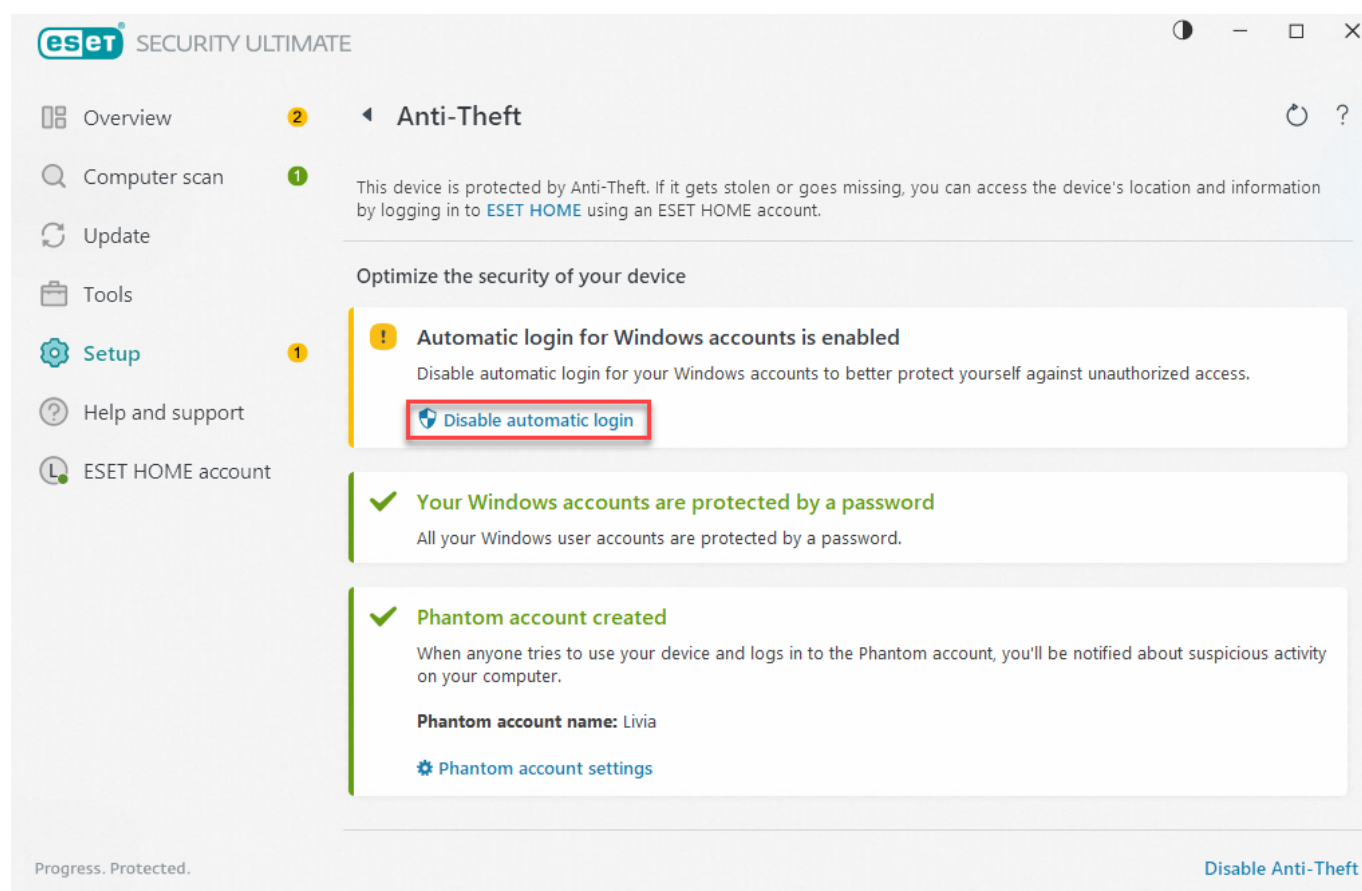 eset SECURITY ULTIMATE
Overview 2
Computer scan 1
Update
Tools
Setup 1
Help and support
L ESET HOME account
Progress. Protected.
Anti-Theft ?
This device is protected by Anti-Theft. If it gets stolen or goes missing, you can access the device's location and information
by logging in to ESET HOME using an ESET HOME account.
Optimize the security of your device
! Automatic login for Windows accounts is enabled
Disable automatic login for your Windows accounts to better protect yourself against unauthorized access.
Disable automatic login
Your Windows accounts are protected by a password
All your Windows user accounts are protected by a password.
Phantom account created
When anyone tries to use your device and logs in to the Phantom account, you'll be notified about suspicious activity
on your computer.
Phantom account name: Livia
Phantom account settings
Disable Anti-Theft